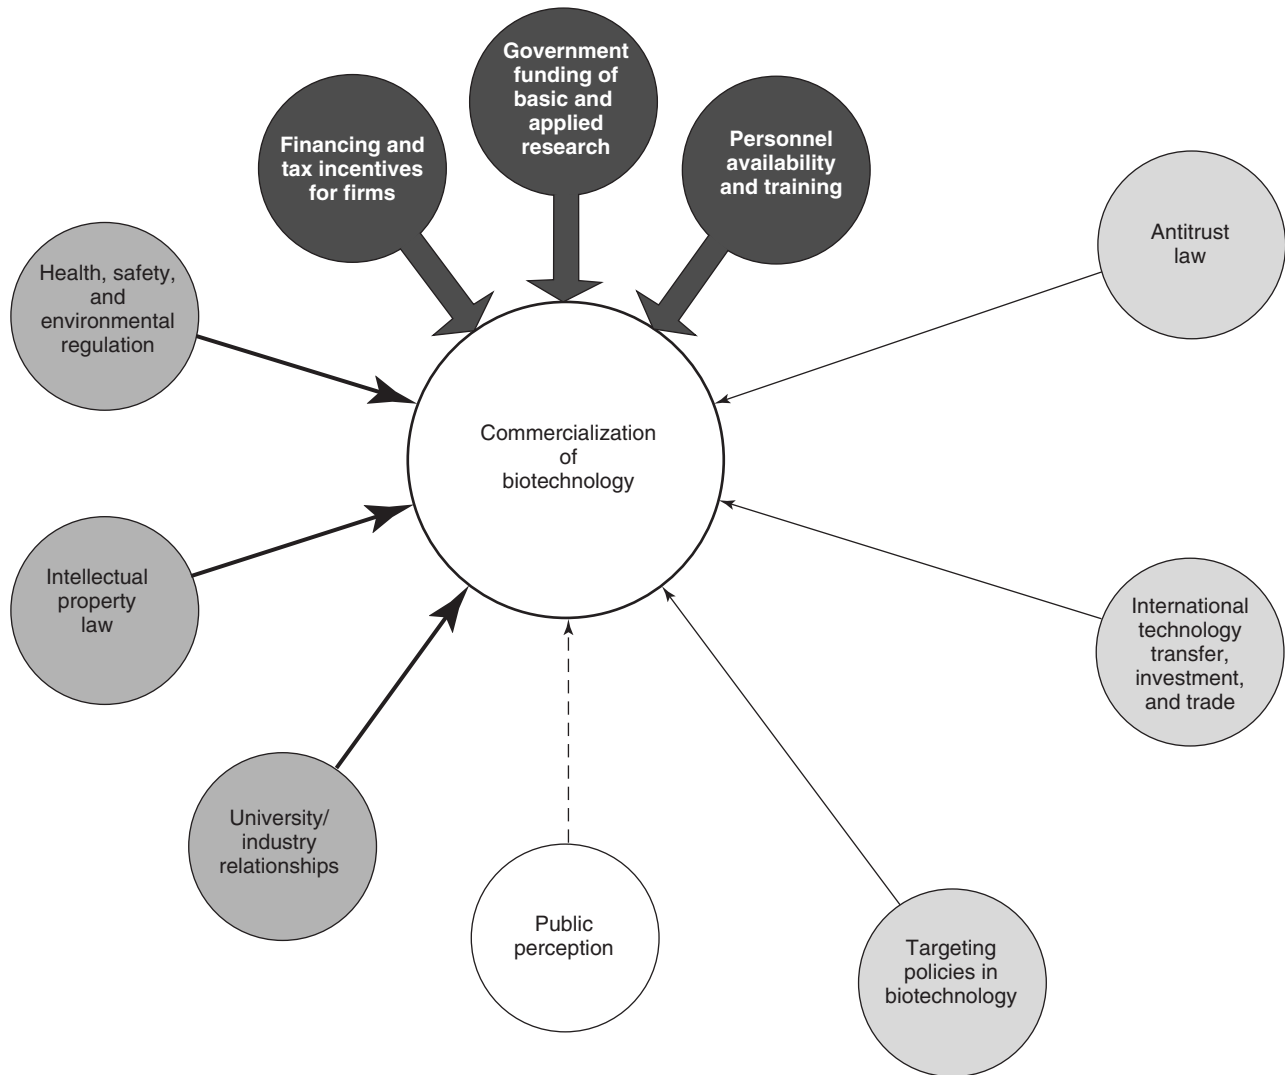 Government
funding of
basic and
applied
research
Financing and
tax incentives
for firms
Personnel
availability
and training
Antitrust
law
Health, safety,
and
environmental
regulation
Commercialization
of
biotechnology
Intellectual
property
law
International
technology
transfer,
investment,
and trade
University/
industry
relationships
Public
perception
Targeting
policies in
biotechnology